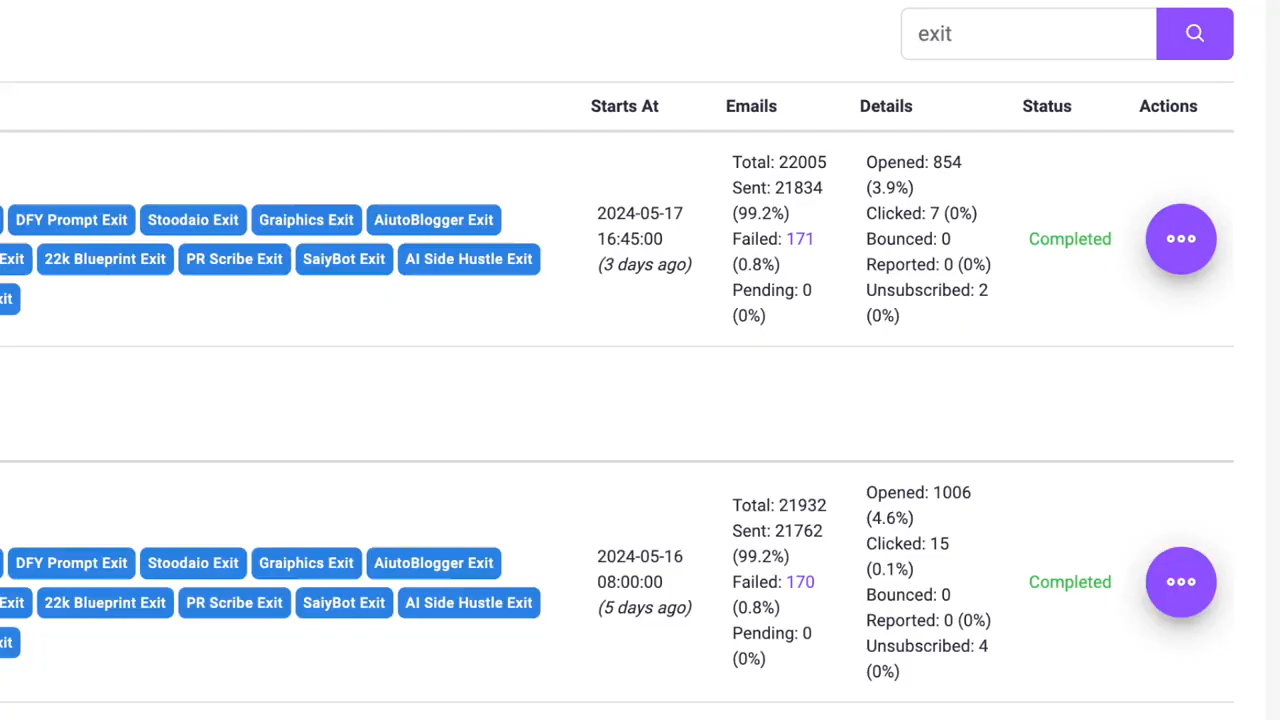 exit
Starts At Emails Details Status Actions
DFY Prompt Exit Stoodaio Exit Graiphics Exit AiutoBlogger Exit
Exit 22k Blueprint Exit PR Scribe Exit SaiyBot Exit AI Side Hustle Exit
2024-05-17
16:45:00
(3 days ago)
Total: 22005
Sent: 21834
(99.2%)
Failed: 171
(0.8%)
Pending: 0
(0%)
Opened: 854
(3.9%)
Clicked: 7 (0%)
Bounced: 0
Reported: 0 (0%)
Unsubscribed: 2
(0%)
Completed
DFY Prompt Exit Stoodaio Exit Graiphics Exit AiutoBlogger Exit
Exit 22k Blueprint Exit PR Scribe Exit SaiyBot Exit AI Side Hustle Exit
2024-05-16
08:00:00
(5 days ago)
Total: 21932
Sent: 21762
(99.2%)
Failed: 170
(0.8%)
Pending: 0
(0%)
Opened: 1006
(4.6%)
Clicked: 15
(0.1%)
Bounced: 0
Reported: 0 (0%)
Unsubscribed: 4
(0%)
Completed